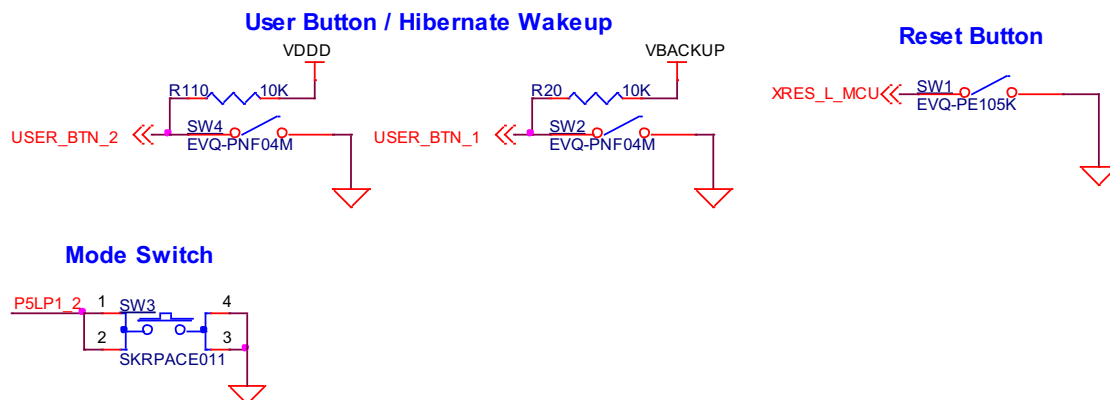 User Button / Hibernate Wakeup
Reset Button
VDDD
VBACKUP
R110 10K
R20 10K
XRES_L_MCU
SW1
EVQ-PE105K
USER_BTN_2
SW4
EVQ-PNF04M
USER_BTN_1
SW2
EVQ-PNF04M
Mode Switch
P5LP1_2
1
SW3
4
2
3
SKRPACE011